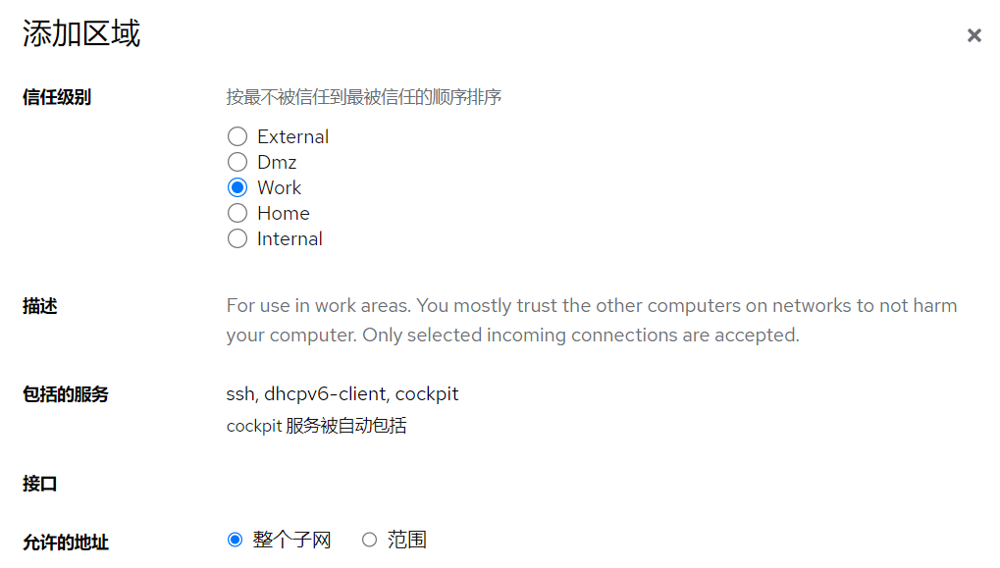 添加区域
信任级别
按最不被信任到最被信任的顺序排序
External
Dmz
Work
Home
Internal
描述
For use in work areas. You mostly trust the other computers on networks to not harm
your computer. Only selected incoming connections are accepted.
包括的服务
ssh, dhcpv6-client, cockpit
cockpit 服务被自动包括
接口
允许的地址
整个子网
范围